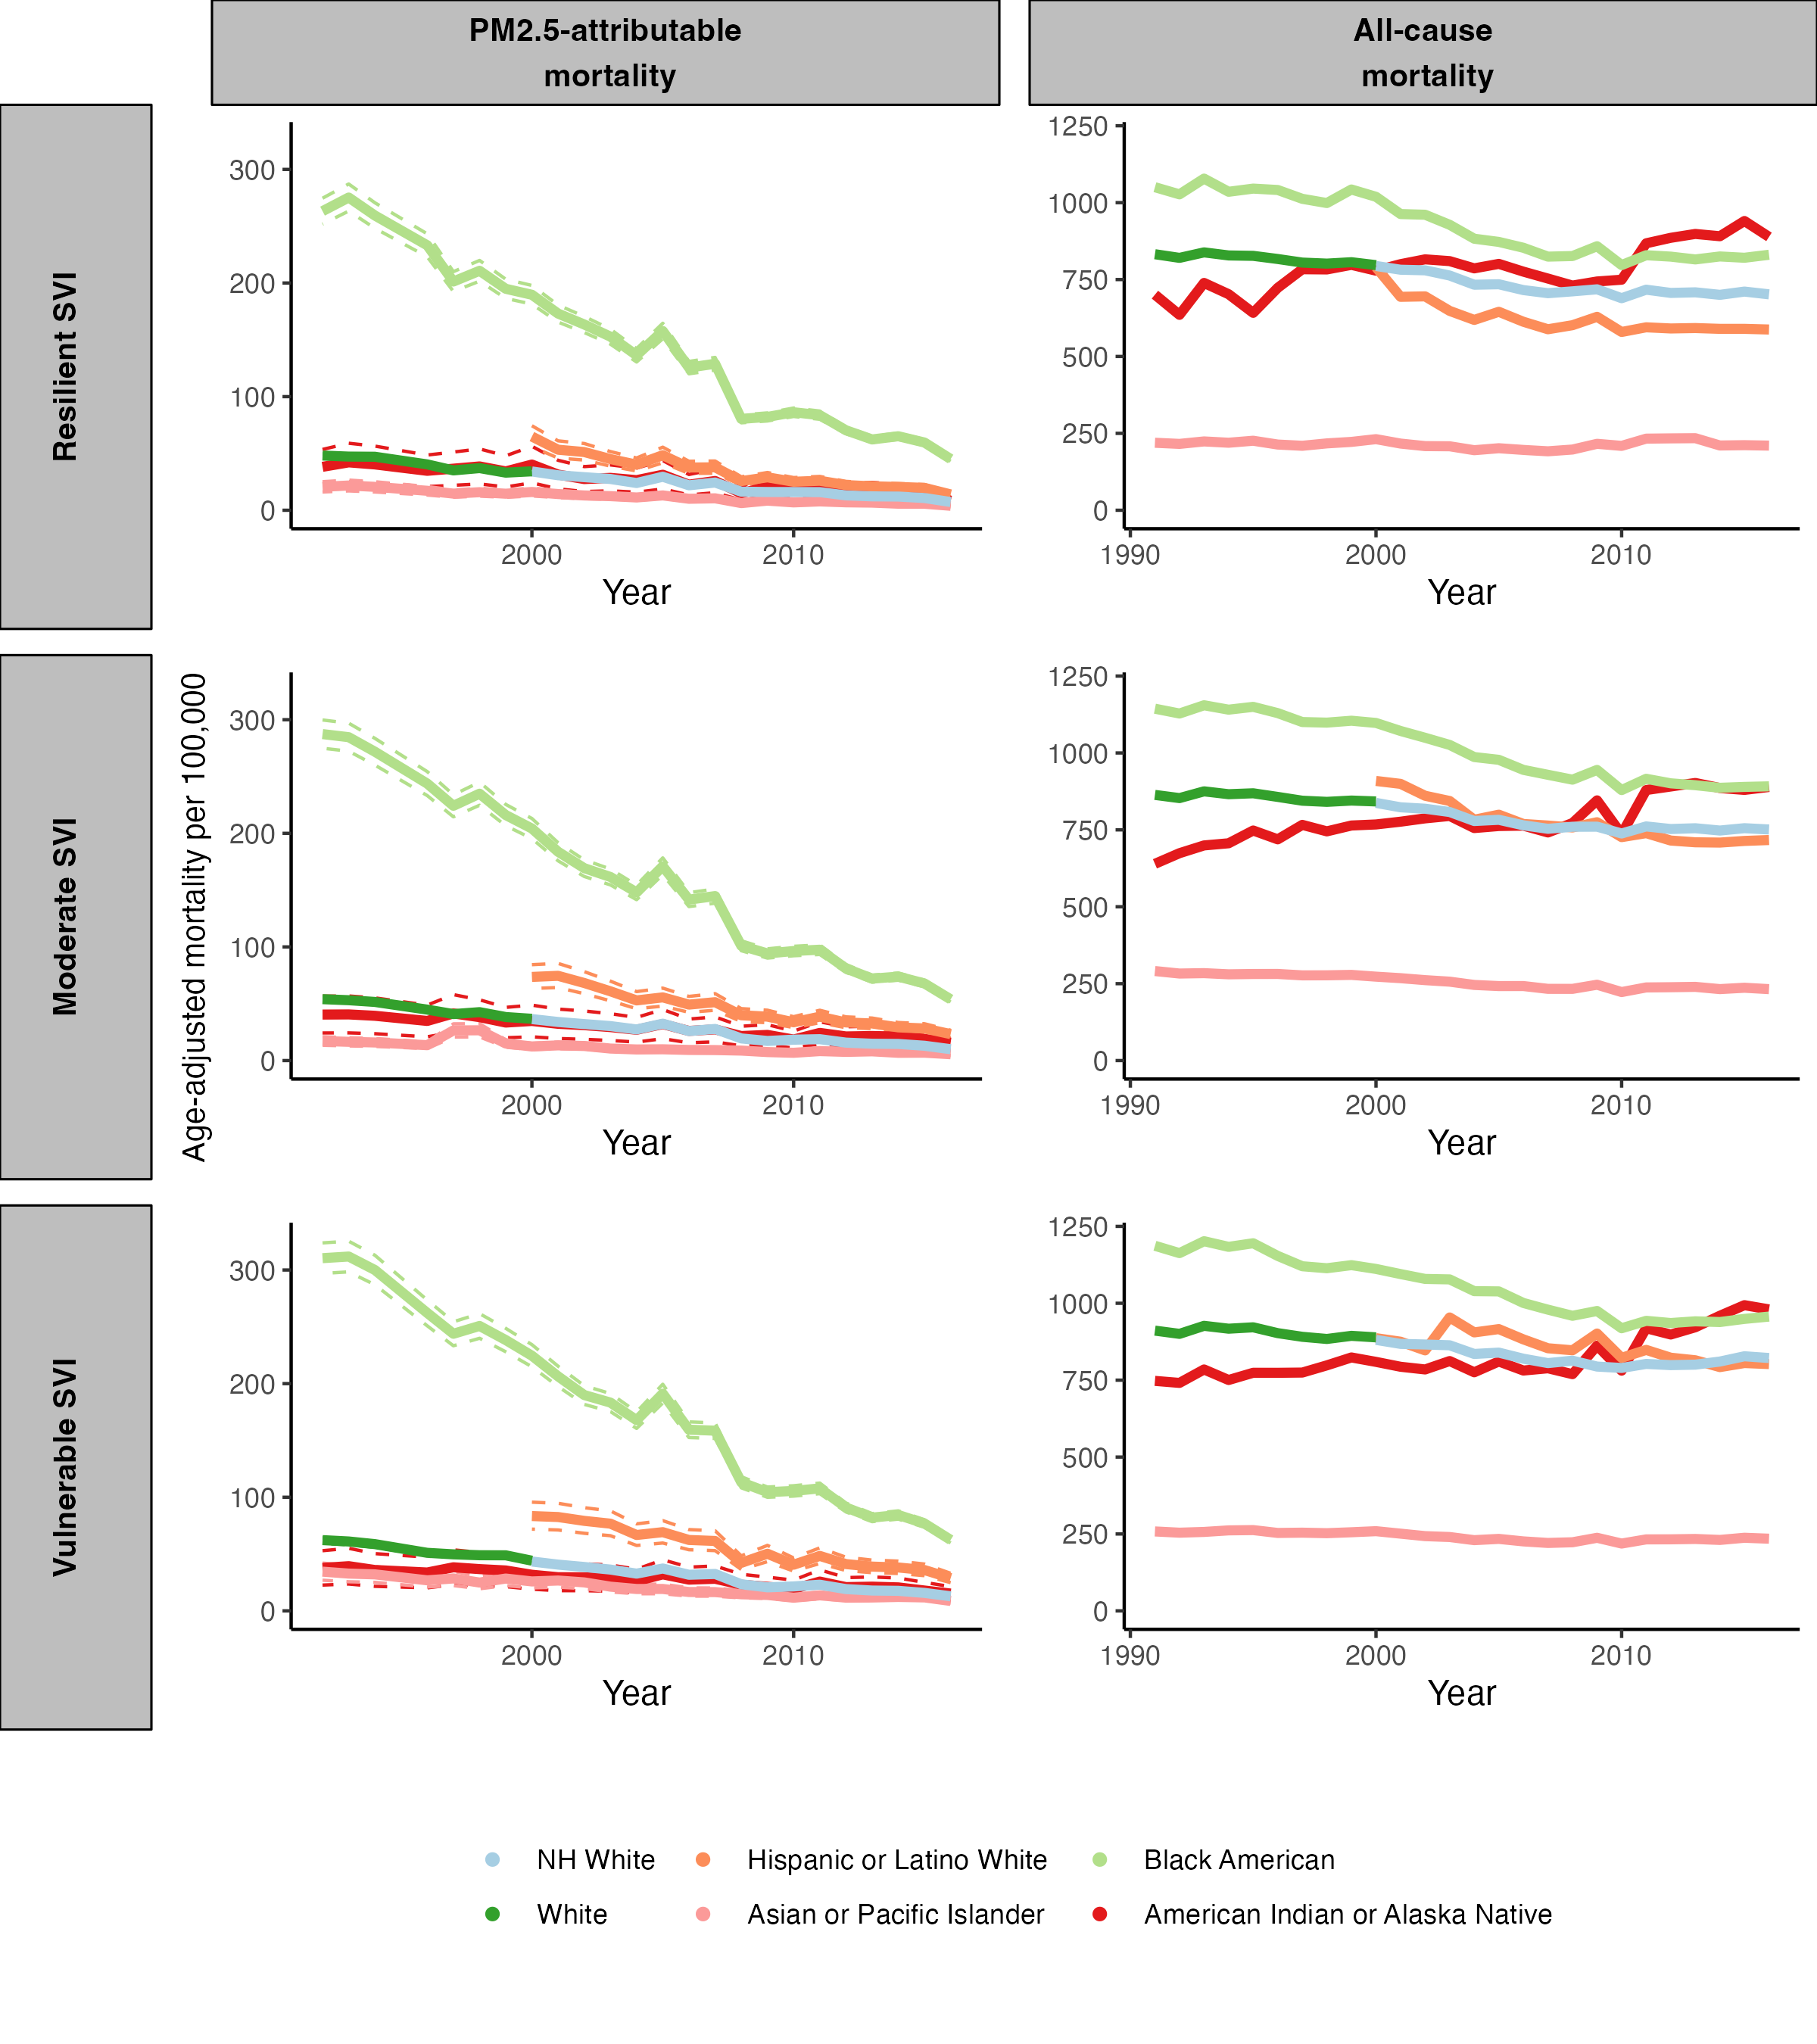 PM2.5-attributable
mortality
All-cause
mortality
Resilient SVI
300
200
100
0
2000
2010
Year
1250
1000
750
500
250
0
1990
2000
2010
Year
Moderate SVI
Age-adjusted mortality per 100,000
300
200
100
0
2000
2010
Year
1250
1000
750
500
250
0
1990
2000
2010
Year
Vulnerable SVI
300
200
100
0
2000
2010
Year
1250
1000
750
500
250
0
1990
2000
2010
Year
NH White
Hispanic or Latino White
Black American
White
Asian or Pacific Islander
American Indian or Alaska Native